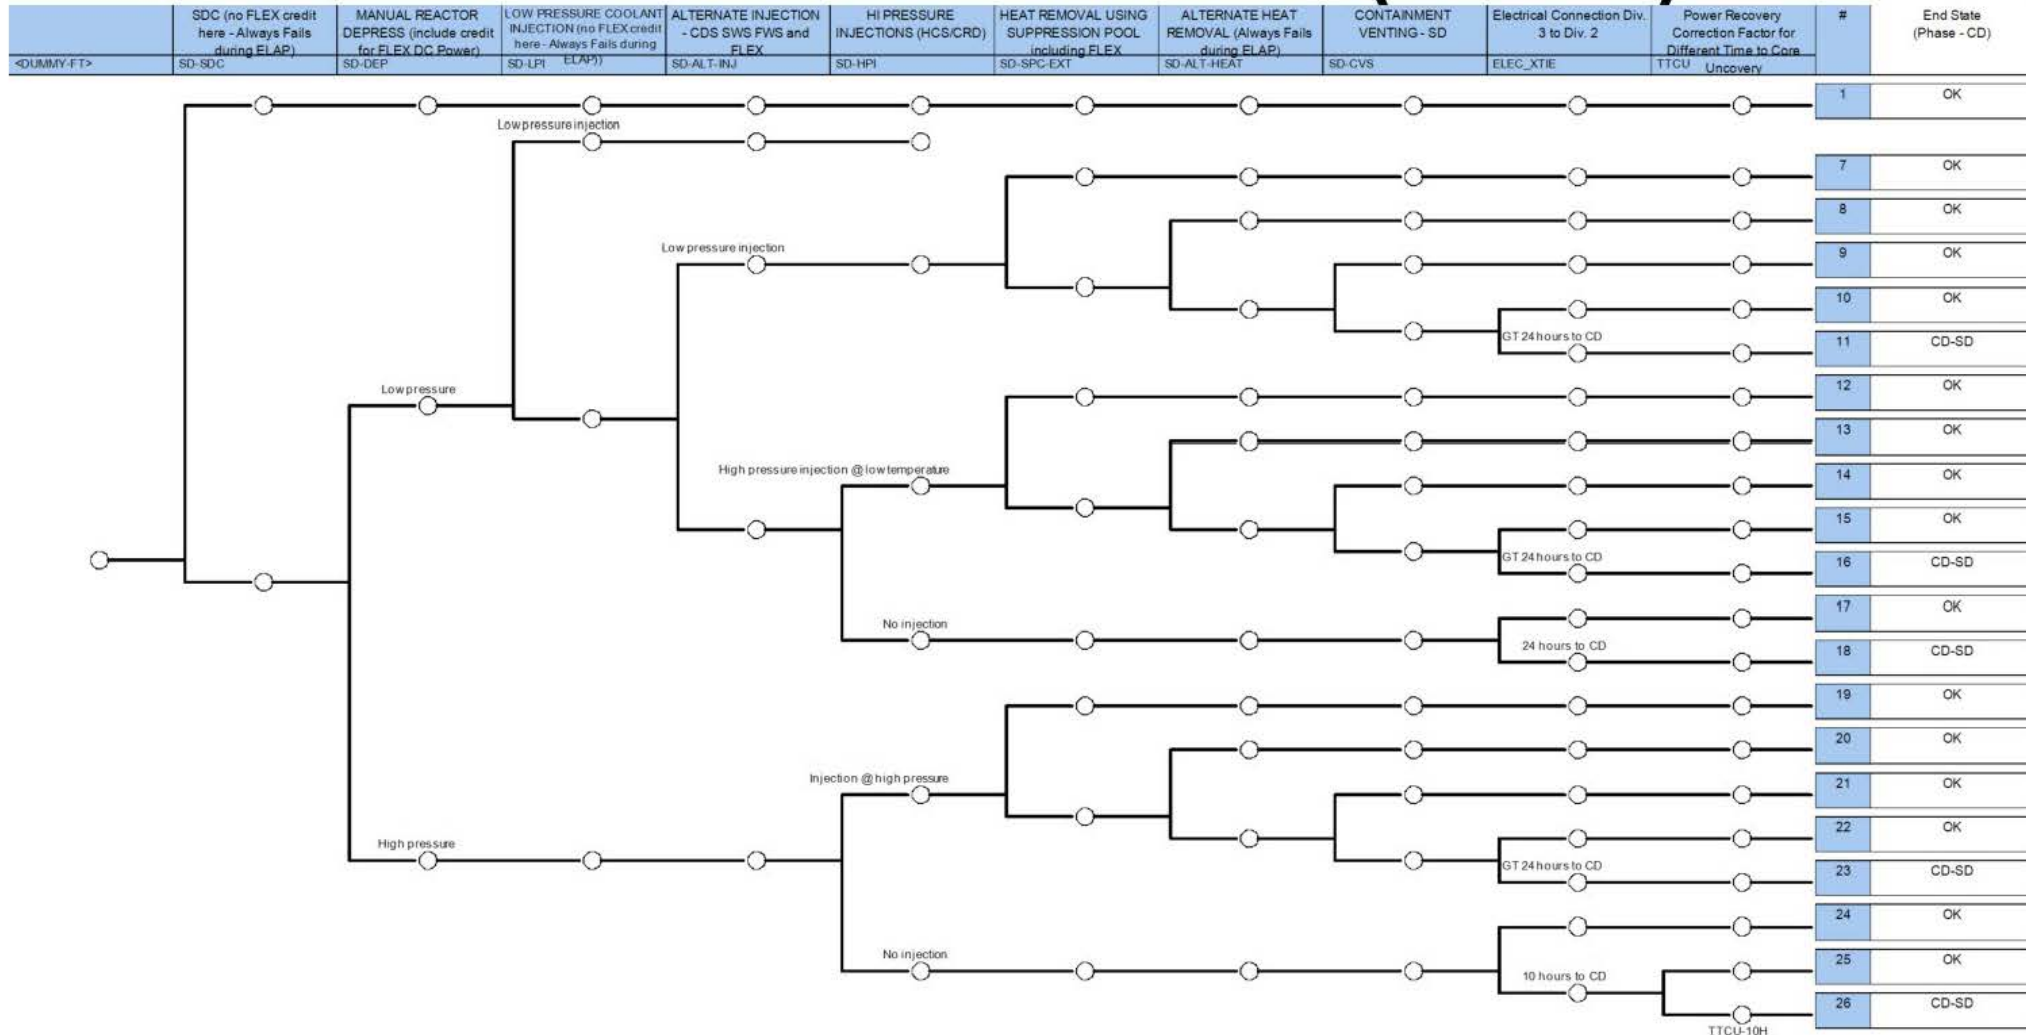 SDC (no FLEX credit
here - Always Fails
during ELAP)
MANUAL REACTOR
DEPRESS (include credit
for FLEX DC Power)
LOW PRESSURE COOLANT
INJECTION (no FLEX credit
here - Always Fails during
ELAP))
ALTERNATE INJECTION
- CDS SWS FWS and
FLEX
HI PRESSURE
INJECTIONS (HCS/CRD)
HEAT REMOVAL USING
SUPPRESSION POOL
including FLEX
ALTERNATE HEAT
REMOVAL (Always Fails
during ELAP)
CONTAINMENT
VENTING - SD
Electrical Connection Div.
3 to Div. 2
Power Recovery
Correction Factor for
Different Time to Core
Uncovery
#
End State
(Phase - CD)
<DUMMY-FT>
SD-SDC
SD-DEP
SD-LPI
SD-ALT-INJ
SD-HPI
SD-SPC-EXT
SD-ALT-HEAT
SD-CVS
ELEC_XTIE
TTCU
1 OK
Low pressure injection
7 OK
8 OK
Low pressure injection
9 OK
10 OK
GT 24 hours to CD
11 CD-SD
Low pressure
12 OK
13 OK
High pressure injection @ low temperature
14 OK
15 OK
GT 24 hours to CD
16 CD-SD
17 OK
No injection
24 hours to CD
18 CD-SD
19 OK
20 OK
Injection @ high pressure
21 OK
22 OK
High pressure
GT 24 hours to CD
23 CD-SD
24 OK
No injection
25 OK
10 hours to CD
26 CD-SD
TTCU-10H